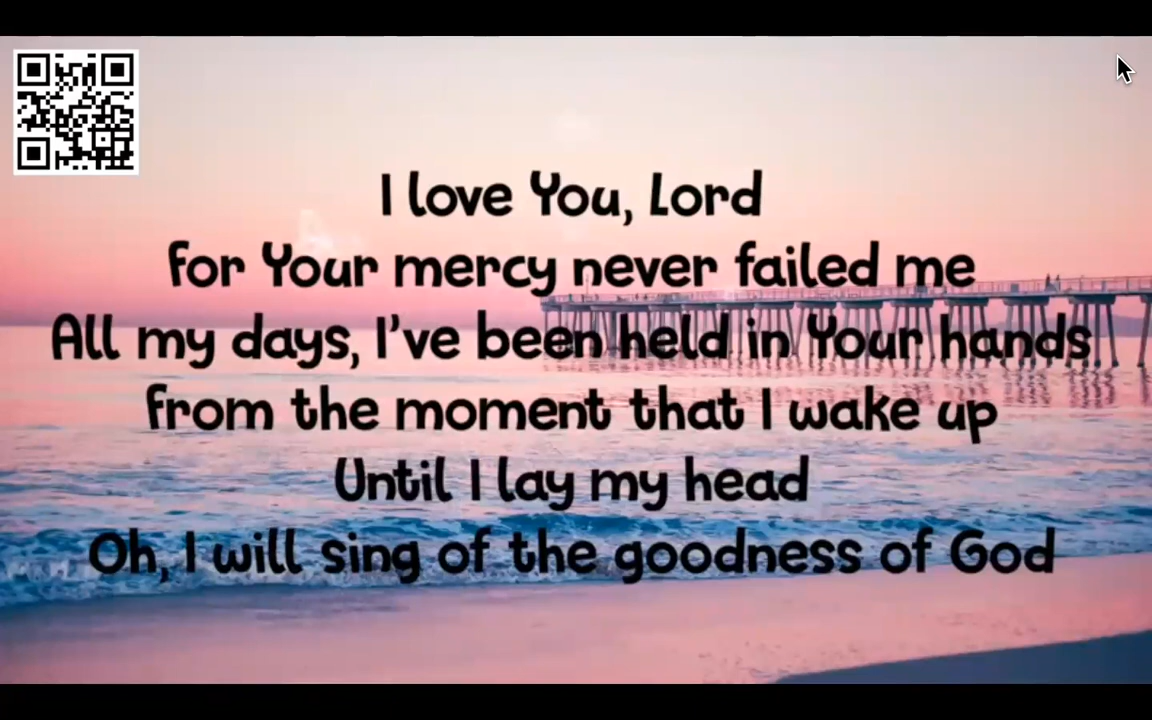 I love You, Lord
for Your mercy never failed me
All my days, I've been held in Your hands
from the moment that I wake up
Until I lay my head
Oh, I will sing of the goodness of God